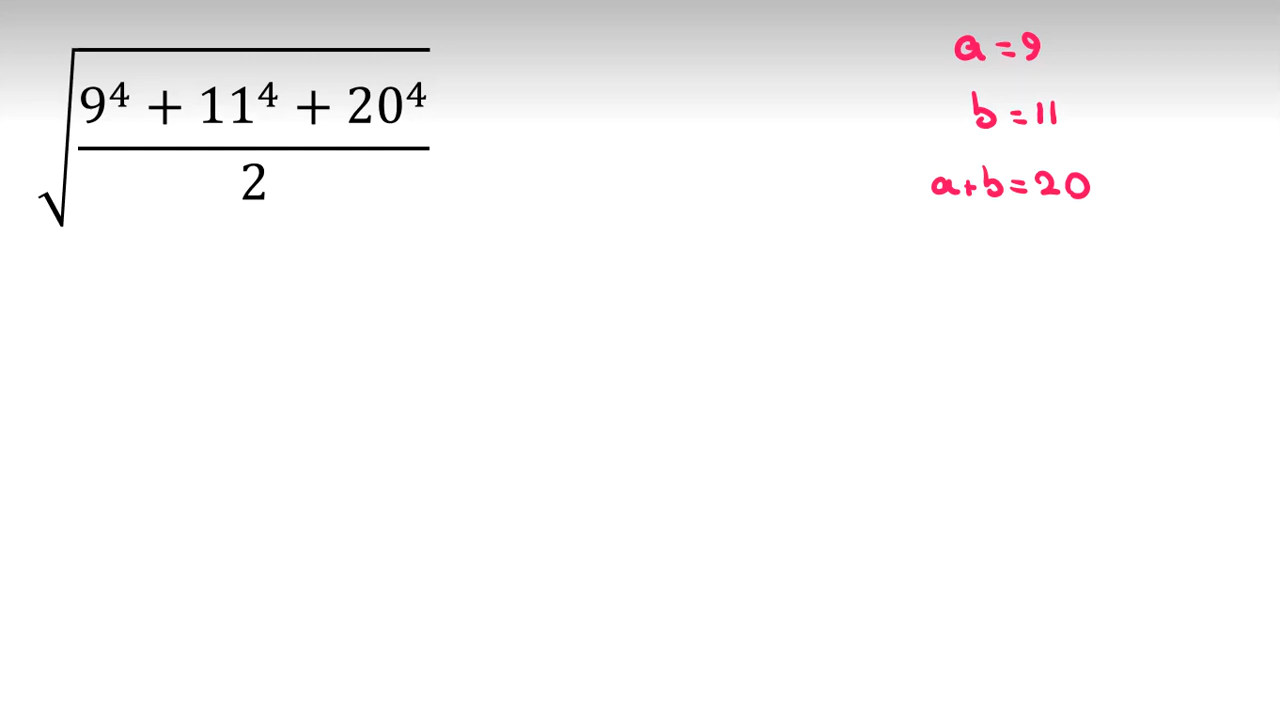 √((9⁴ + 11⁴ + 20⁴)/2)
a = 9
b = 11
a+b = 20